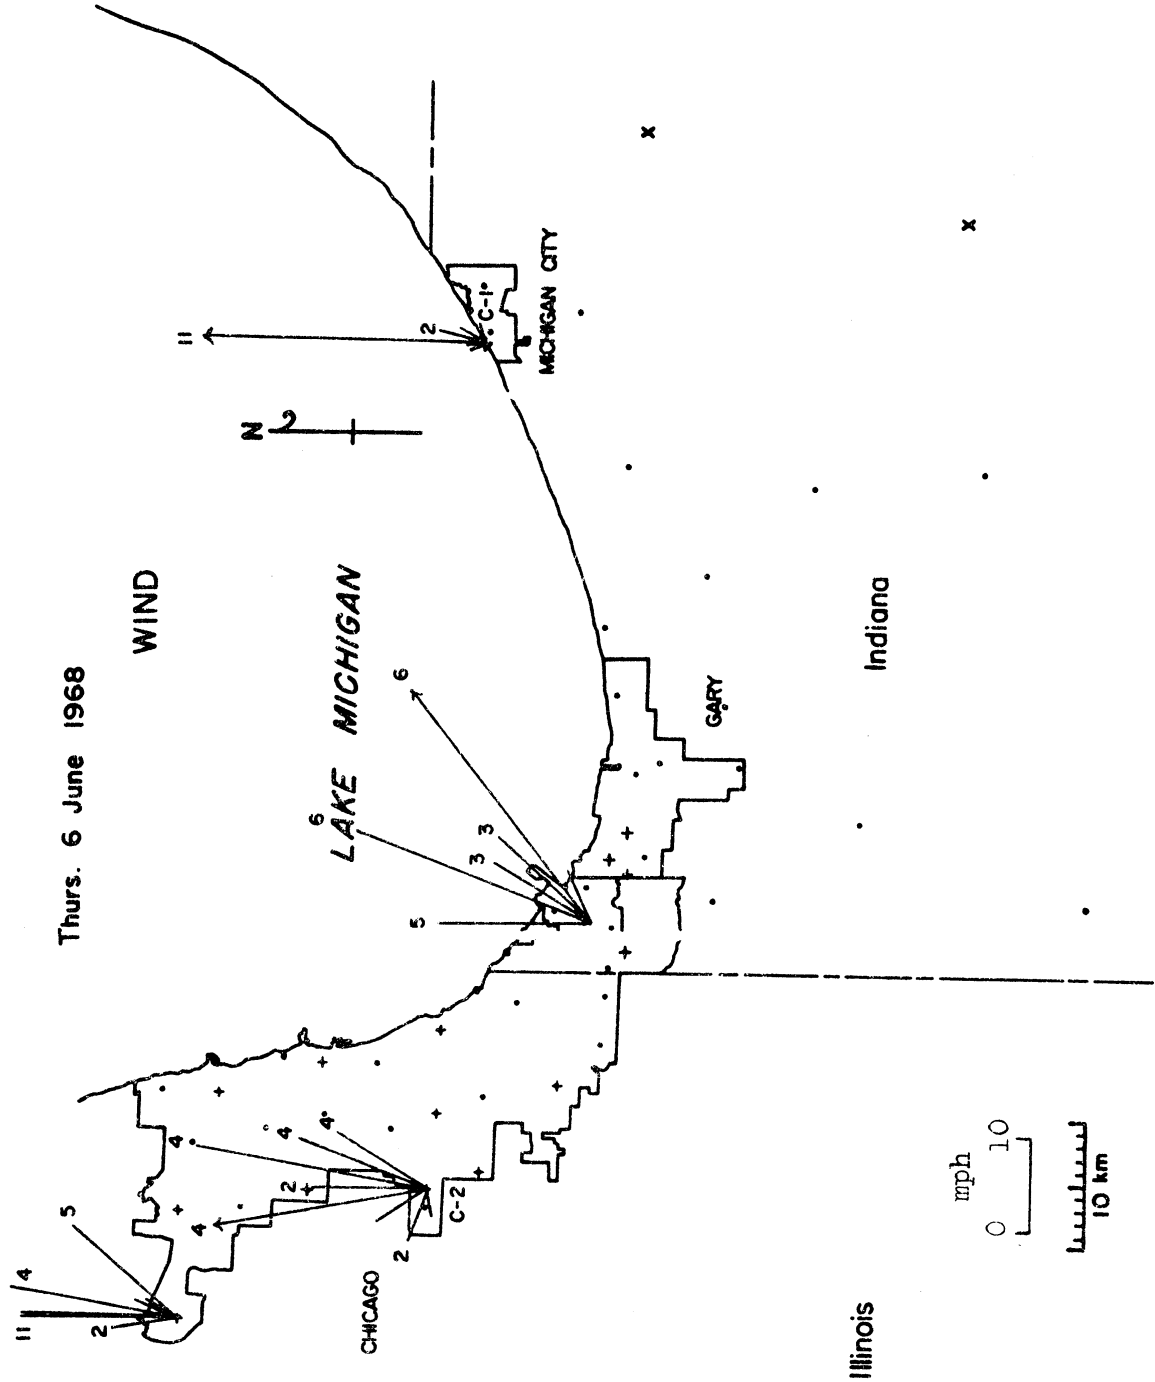 Thurs. 6 June 1968
WIND
N
LAKE MICHIGAN
11
4
5
2
4
4
4
2
4
2
C-2
CHICAGO
5
6
3
3
6
11
2
C-1
MICHIGAN CITY
GARY
Indiana
Illinois
mph
0 10
10 km